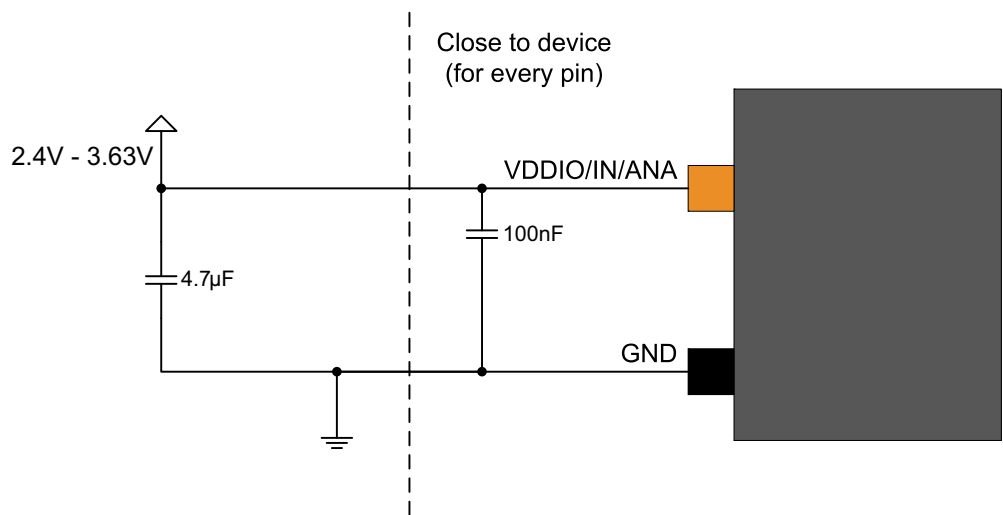 Close to device
(for every pin)
2.4V - 3.63V
VDDIO/IN/ANA
100nF
4.7µF
GND